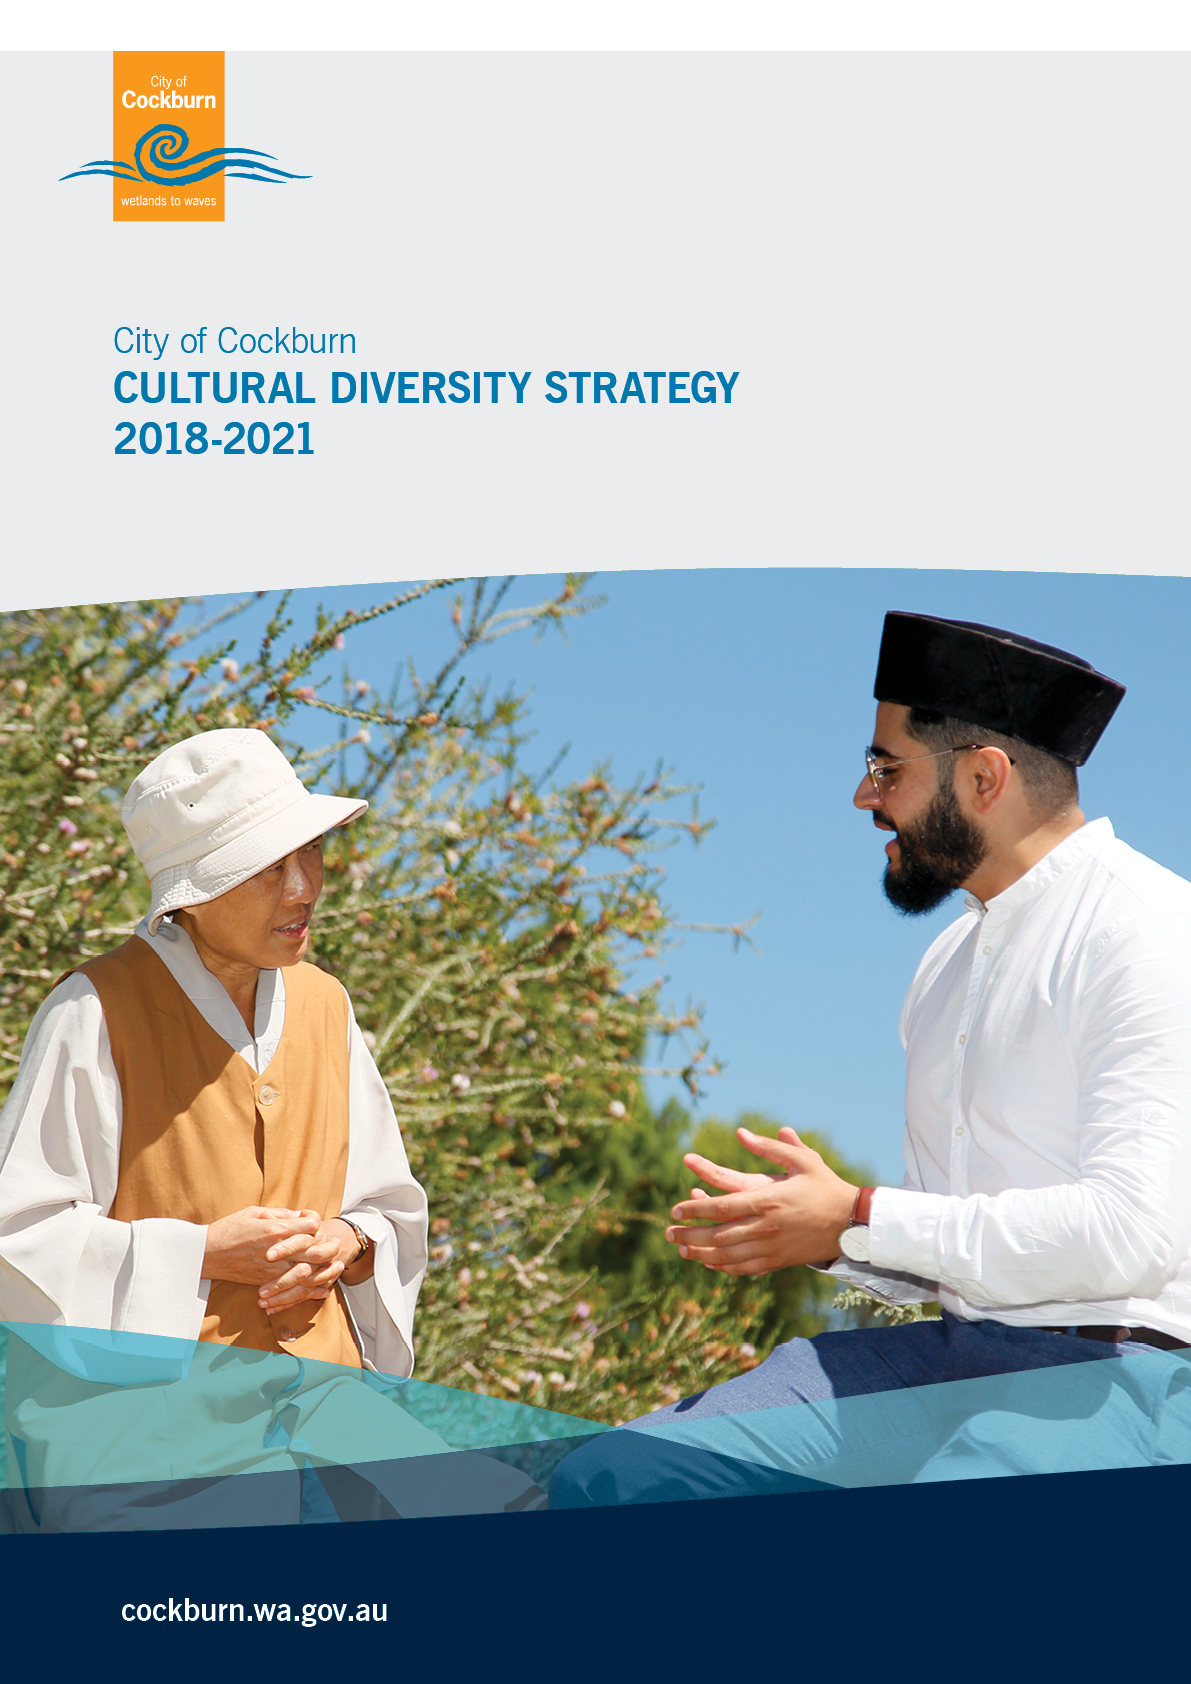 City of
Cockburn
wetlands to waves
City of Cockburn
CULTURAL DIVERSITY STRATEGY
2018-2021
cockburn.wa.gov.au